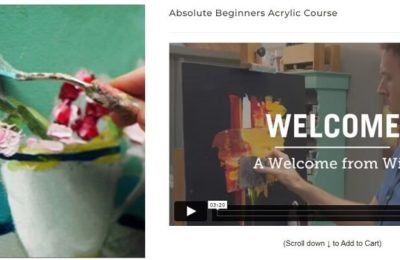 Absolute Beginners Acrylic Course
WELCOME
A Welcome from Wi
03:20
(Scroll down ↓ to Add to Cart)